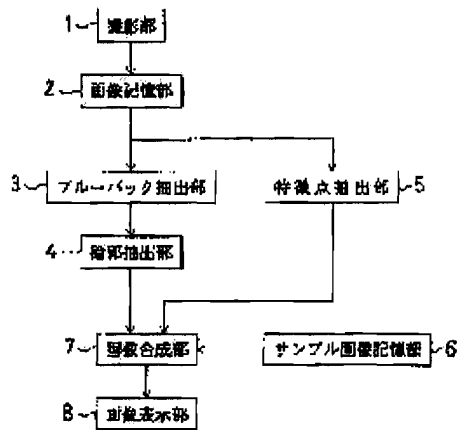 1 撮影部
2 画像記憶部
3 ブルーバック抽出部
特徴点抽出部 5
4 暗部抽出部
7 画像合成部
サンプル画像記憶部 6
8 画像表示部